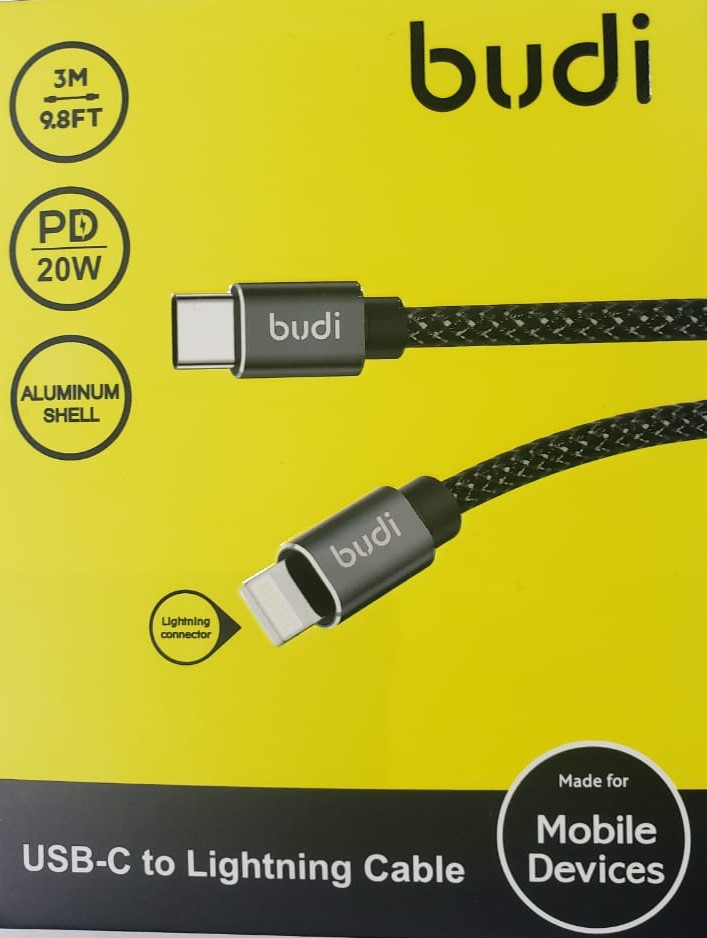 budi
3M
9.8FT
PD
20W
ALUMINUM
SHELL
budi
budi
Lightning
connector
Made for
Mobile
Devices
USB-C to Lightning Cable